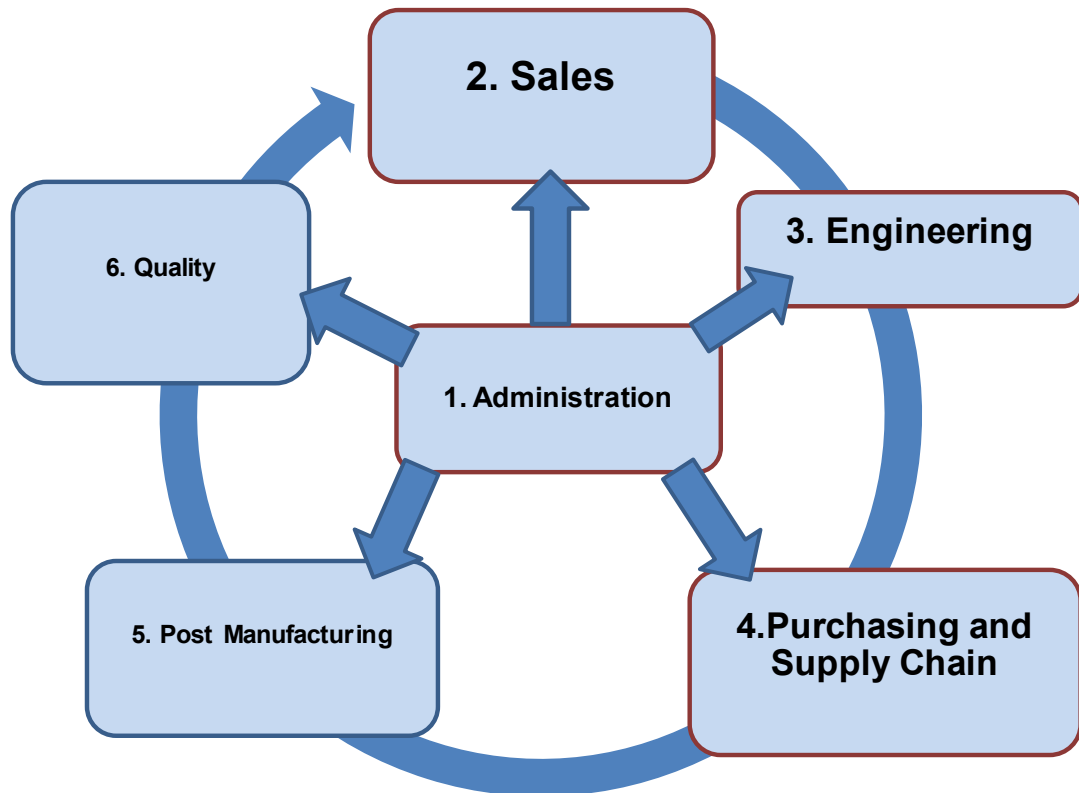 2. Sales
3. Engineering
6. Quality
1. Administration
5. Post Manufacturing
4.Purchasing and
Supply Chain